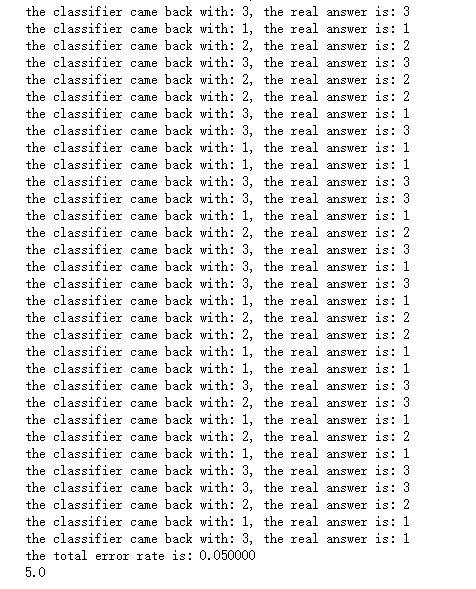 the classifier came back with: 3, the real answer is: 3
the classifier came back with: 1, the real answer is: 1
the classifier came back with: 2, the real answer is: 2
the classifier came back with: 3, the real answer is: 3
the classifier came back with: 2, the real answer is: 2
the classifier came back with: 2, the real answer is: 2
the classifier came back with: 3, the real answer is: 1
the classifier came back with: 3, the real answer is: 3
the classifier came back with: 1, the real answer is: 1
the classifier came back with: 1, the real answer is: 1
the classifier came back with: 3, the real answer is: 3
the classifier came back with: 3, the real answer is: 3
the classifier came back with: 1, the real answer is: 1
the classifier came back with: 2, the real answer is: 2
the classifier came back with: 3, the real answer is: 3
the classifier came back with: 3, the real answer is: 1
the classifier came back with: 3, the real answer is: 3
the classifier came back with: 1, the real answer is: 1
the classifier came back with: 2, the real answer is: 2
the classifier came back with: 2, the real answer is: 2
the classifier came back with: 1, the real answer is: 1
the classifier came back with: 1, the real answer is: 1
the classifier came back with: 3, the real answer is: 3
the classifier came back with: 2, the real answer is: 3
the classifier came back with: 1, the real answer is: 1
the classifier came back with: 2, the real answer is: 2
the classifier came back with: 1, the real answer is: 1
the classifier came back with: 3, the real answer is: 3
the classifier came back with: 3, the real answer is: 3
the classifier came back with: 2, the real answer is: 2
the classifier came back with: 1, the real answer is: 1
the classifier came back with: 3, the real answer is: 1
the total error rate is: 0.050000
5.0